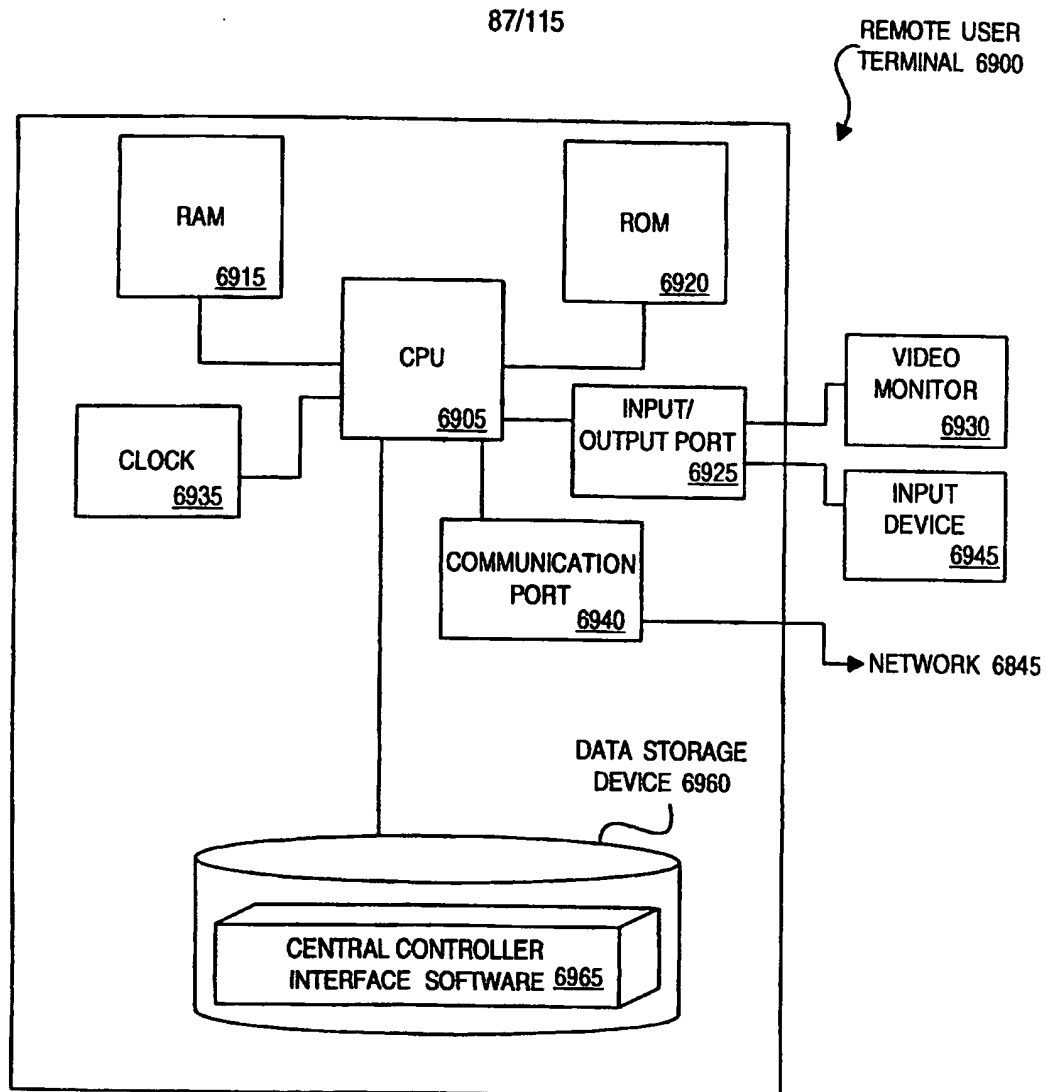 87/115
REMOTE USER
TERMINAL 6900
RAM
6915
ROM
6920
CPU
6905
VIDEO
MONITOR
6930
INPUT/
OUTPUT PORT
6925
CLOCK
6935
INPUT
DEVICE
6945
COMMUNICATION
PORT
6940
NETWORK 6845
DATA STORAGE
DEVICE 6960
CENTRAL CONTROLLER
INTERFACE SOFTWARE 6965